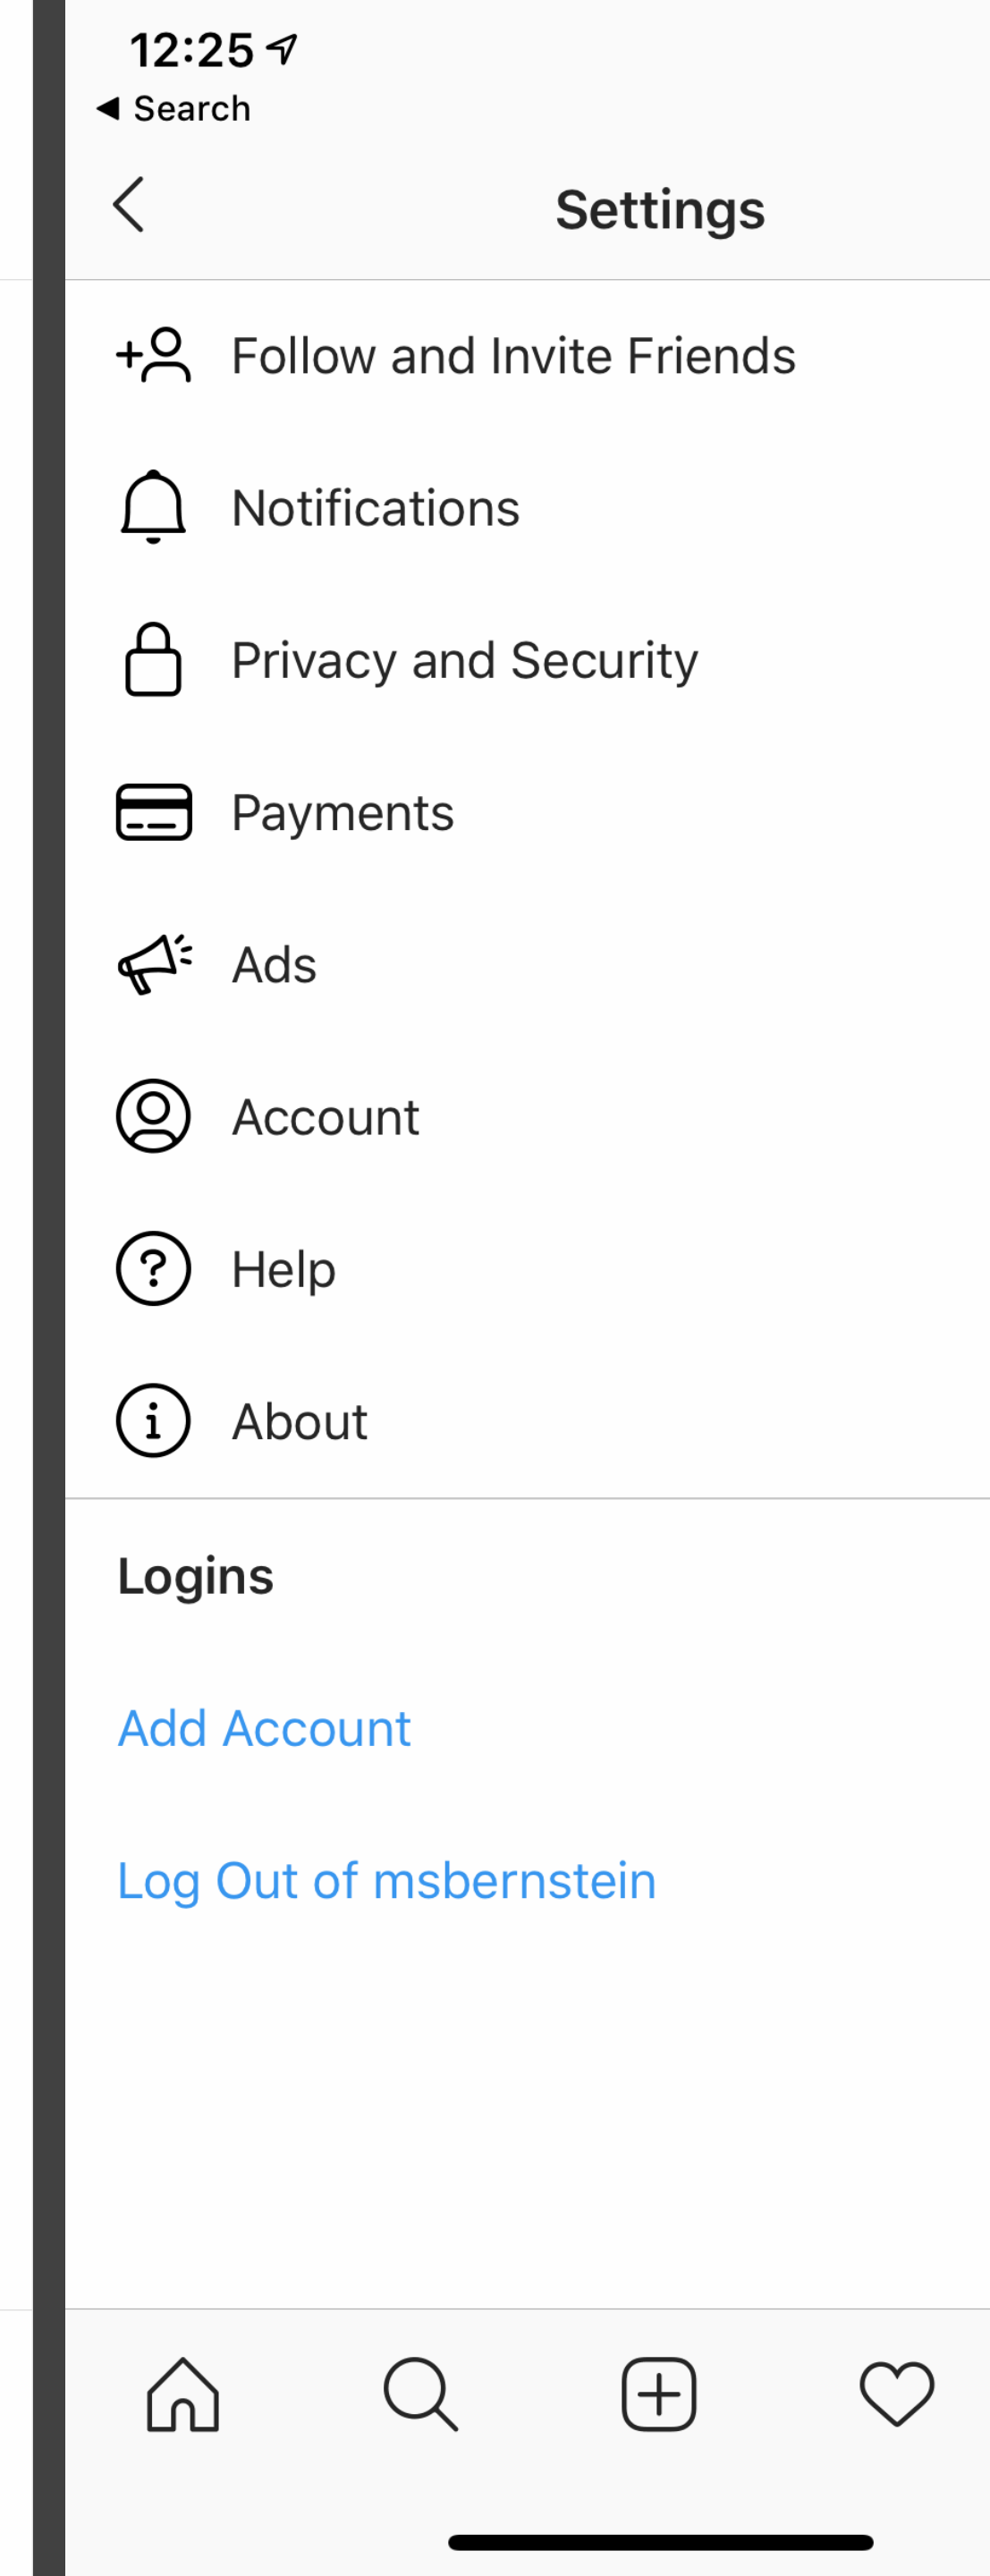 12:25
◀ Search
Settings
Follow and Invite Friends
Notifications
Privacy and Security
Payments
Ads
Account
Help
About
Logins
Add Account
Log Out of msbernstein